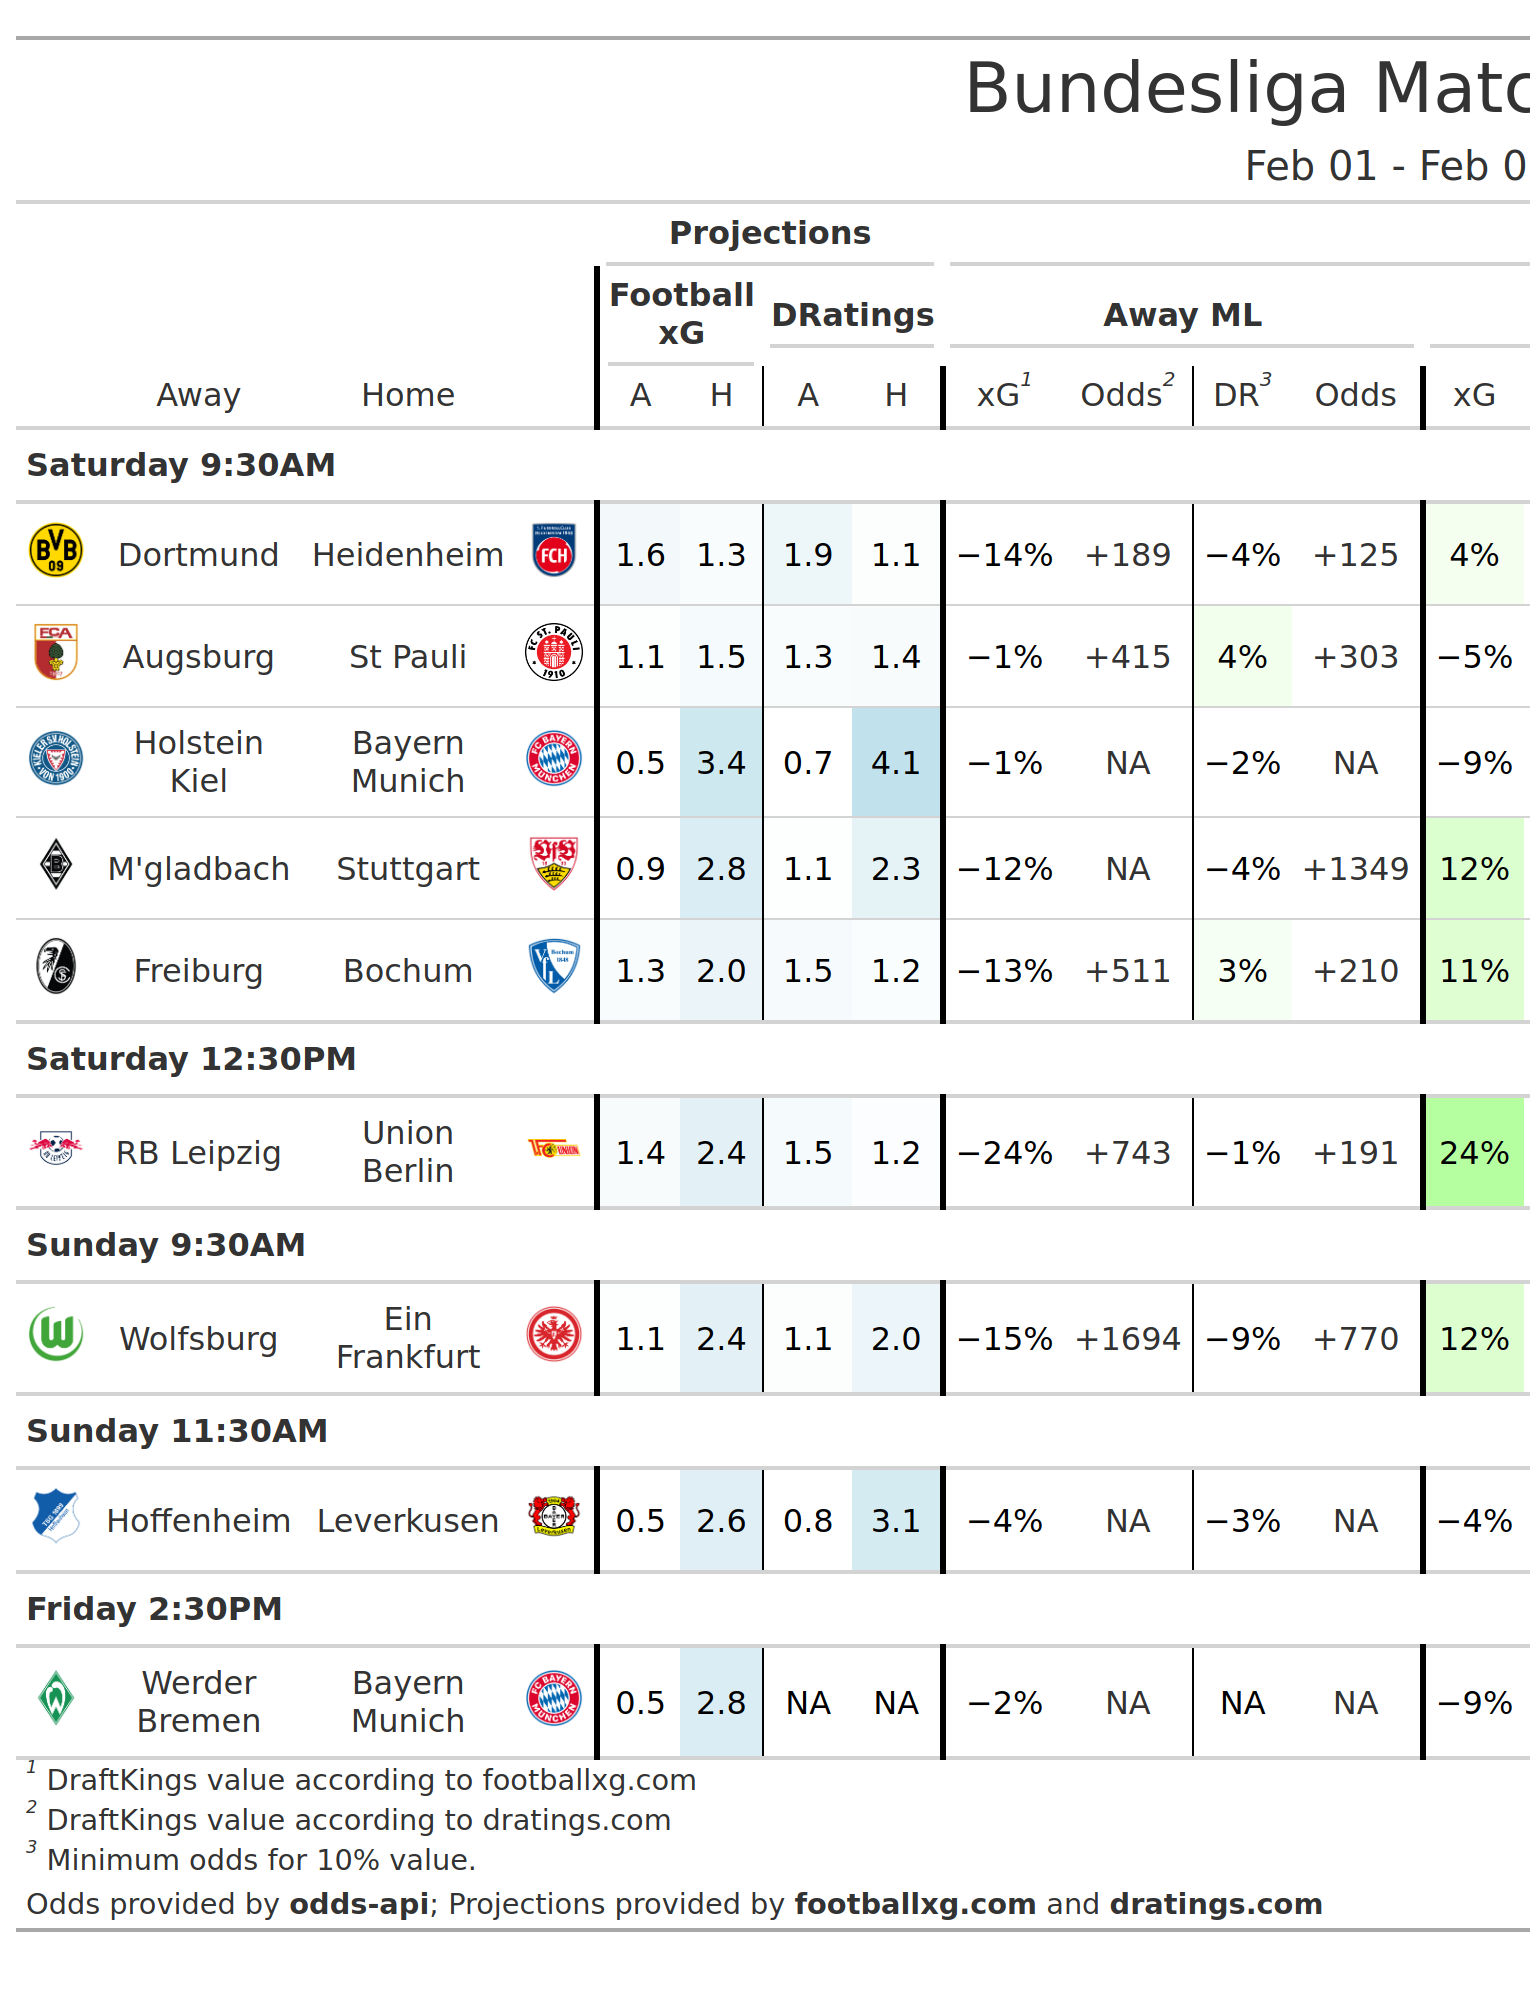 Bundesliga Matc
Feb 01 - Feb 0
Projections
Football
xG
DRatings
Away ML
Away Home A H A H xG1 Odds2 DR3 Odds xG
Saturday 9:30AM
Dortmund Heidenheim 1.6 1.3 1.9 1.1 −14% +189 −4% +125 4%
Augsburg St Pauli 1.1 1.5 1.3 1.4 −1% +415 4% +303 −5%
Holstein
Kiel
Bayern
Munich
0.5 3.4 0.7 4.1 −1% NA −2% NA −9%
M'gladbach Stuttgart 0.9 2.8 1.1 2.3 −12% NA −4% +1349 12%
Freiburg Bochum 1.3 2.0 1.5 1.2 −13% +511 3% +210 11%
Saturday 12:30PM
RB Leipzig
Union
Berlin
1.4 2.4 1.5 1.2 −24% +743 −1% +191 24%
Sunday 9:30AM
Wolfsburg
Ein
Frankfurt
1.1 2.4 1.1 2.0 −15% +1694 −9% +770 12%
Sunday 11:30AM
Hoffenheim Leverkusen 0.5 2.6 0.8 3.1 −4% NA −3% NA −4%
Friday 2:30PM
Werder
Bremen
Bayern
Munich
0.5 2.8 NA NA −2% NA NA NA −9%
1 DraftKings value according to footballxg.com
2 DraftKings value according to dratings.com
3 Minimum odds for 10% value.
Odds provided by odds-api; Projections provided by footballxg.com and dratings.com